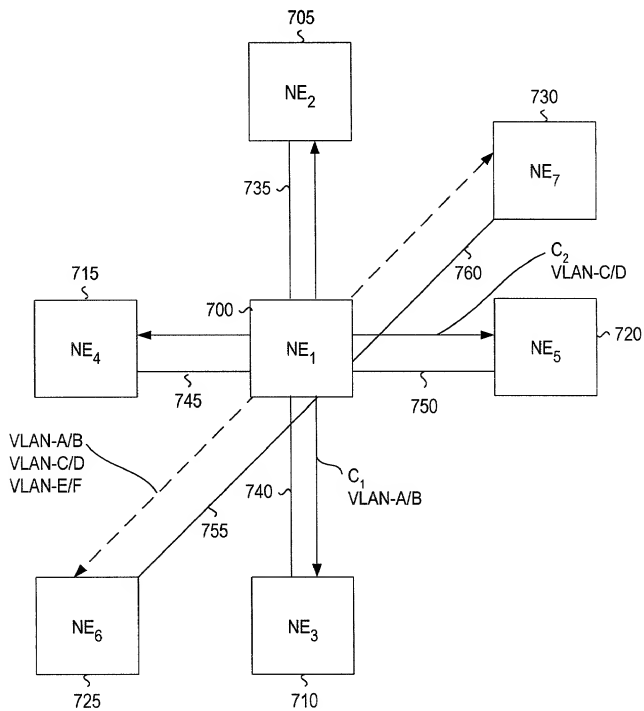 705
NE2
730
NE7
735
760
C2
VLAN-C/D
715
700
NE4
NE1
NE5
720
745
750
VLAN-A/B
VLAN-C/D
VLAN-E/F
740
C1
VLAN-A/B
755
NE6
NE3
725
710